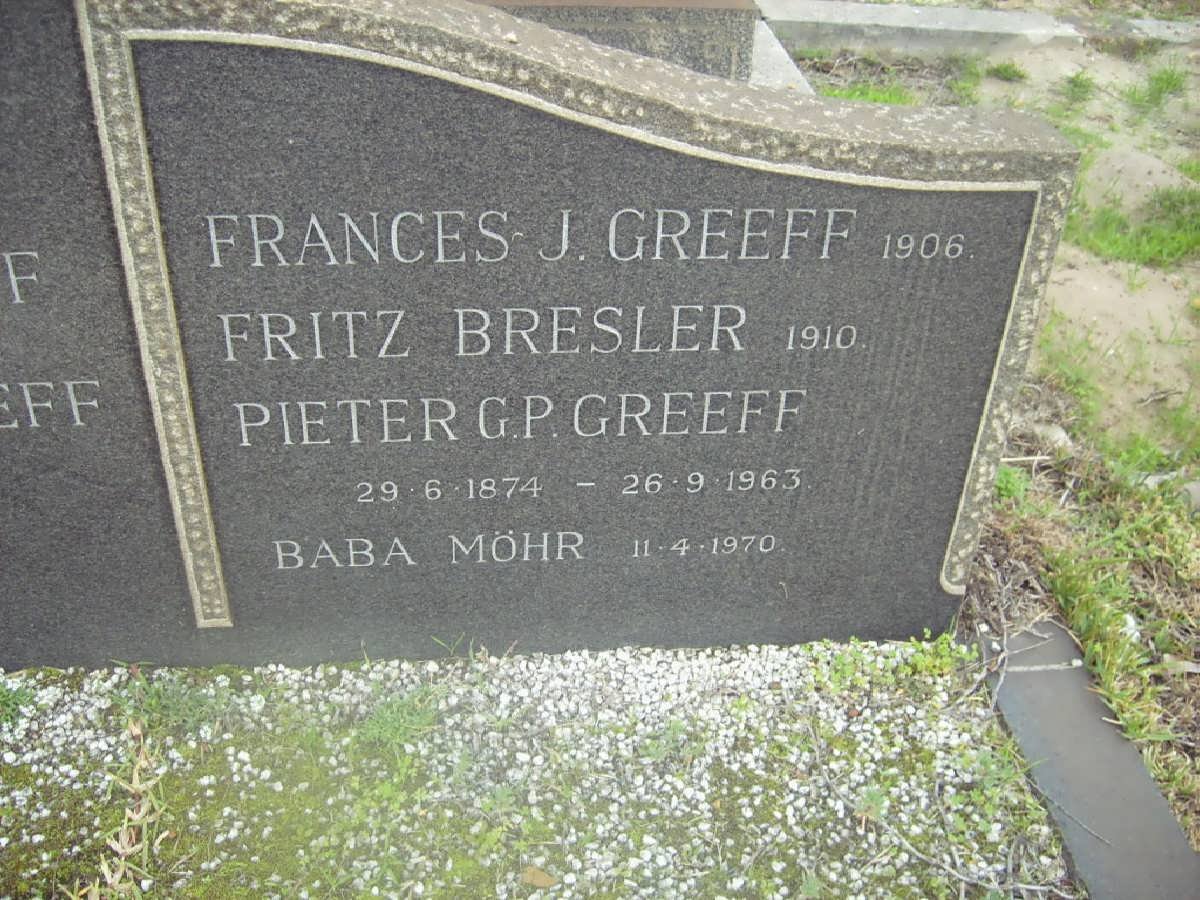 FRANCES J. GREEFF 1906.
FRITZ BRESLER 1910.
PIETER G.P. GREEFF
29·6·1874 – 26·9·1963.
BABA MÖHR 11·4·1970.